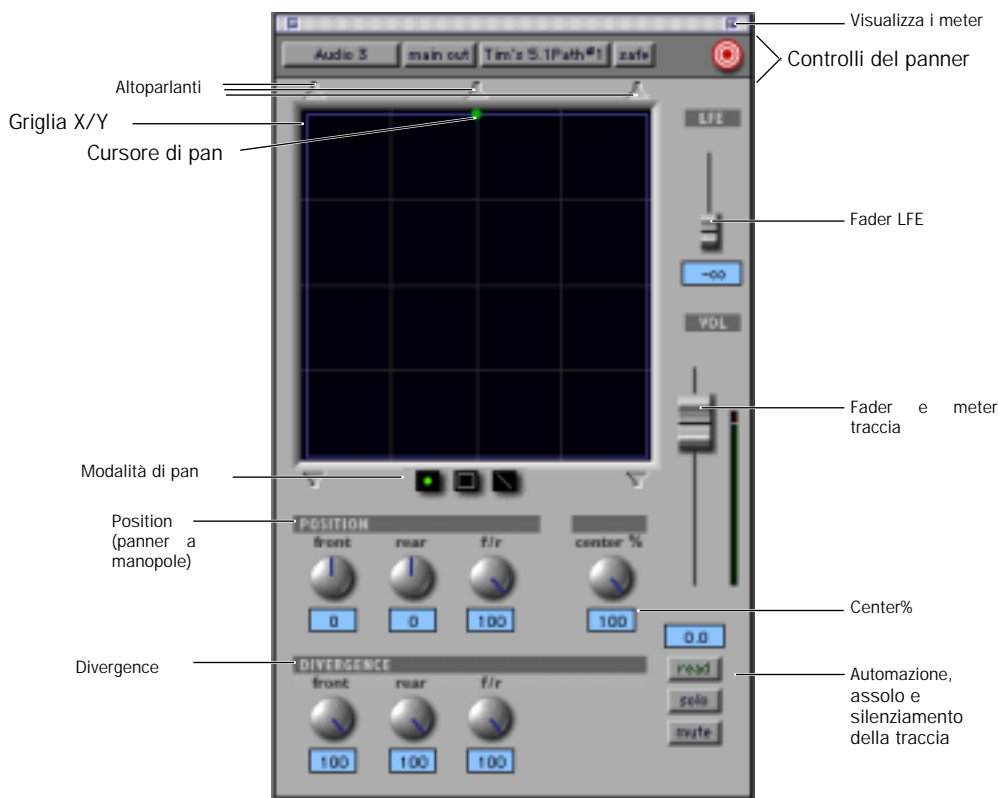 Visualizza i meter
Audio 3
main out
Tim's 5.1Path#1
safe
Controlli del panner
Altoparlanti
Griglia X/Y
LFE
Cursore di pan
Fader LFE
-∞
VOL
Fader e meter
traccia
Modalità di pan
Position
(panner a
manopole)
POSITION
front
rear
f/r
center %
0
0
100
100
Center%
0.0
Divergence
DIVERGENCE
front
rear
f/r
100
100
100
read
solo
mute
Automazione,
assolo e
silenziamento
della traccia